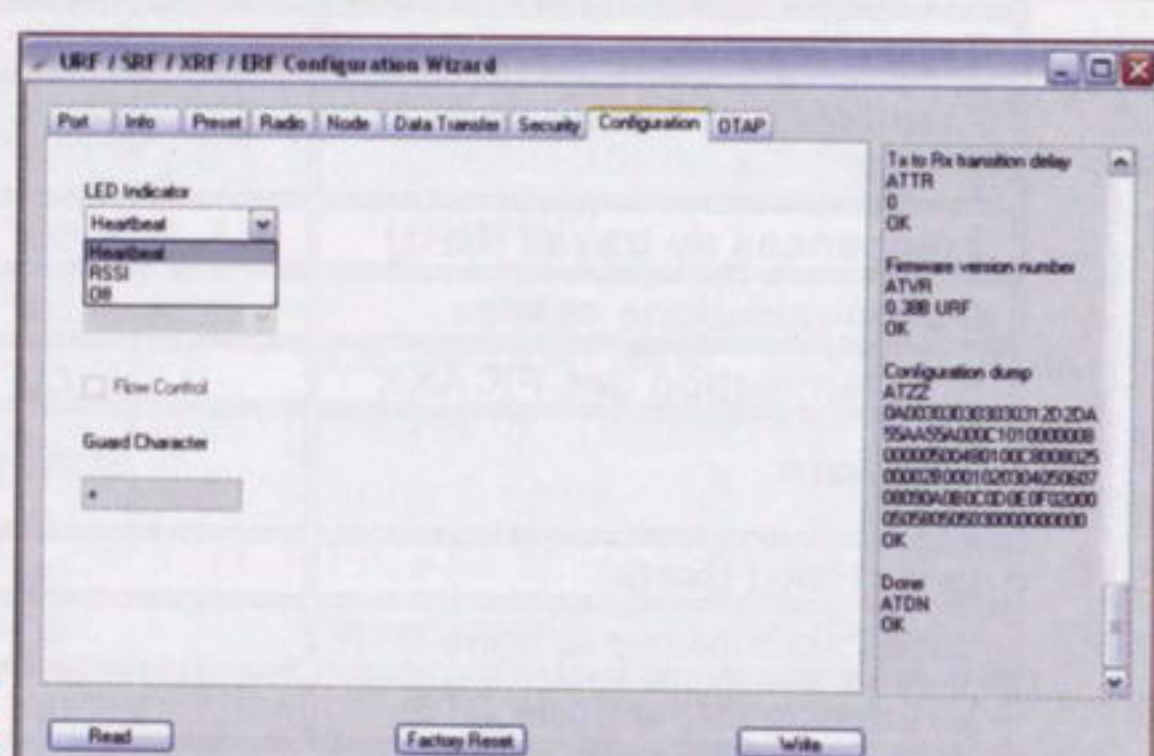 URF / SRF / XRF / ERF Configuration Wizard
Port Info Preset Radio Node Data Transfer Security Configuration OTAP
LED Indicator
Heartbeat
Heartbeat
RSSI
Flow Control
Guard Character
Read
Factory Reset
Write
Tx to Rx transition delay
ATTR
0
OK
Firmware version number
ATVR
0.38B URF
OK
Configuration dump
ATZZ
OK
Done
ATDN
OK